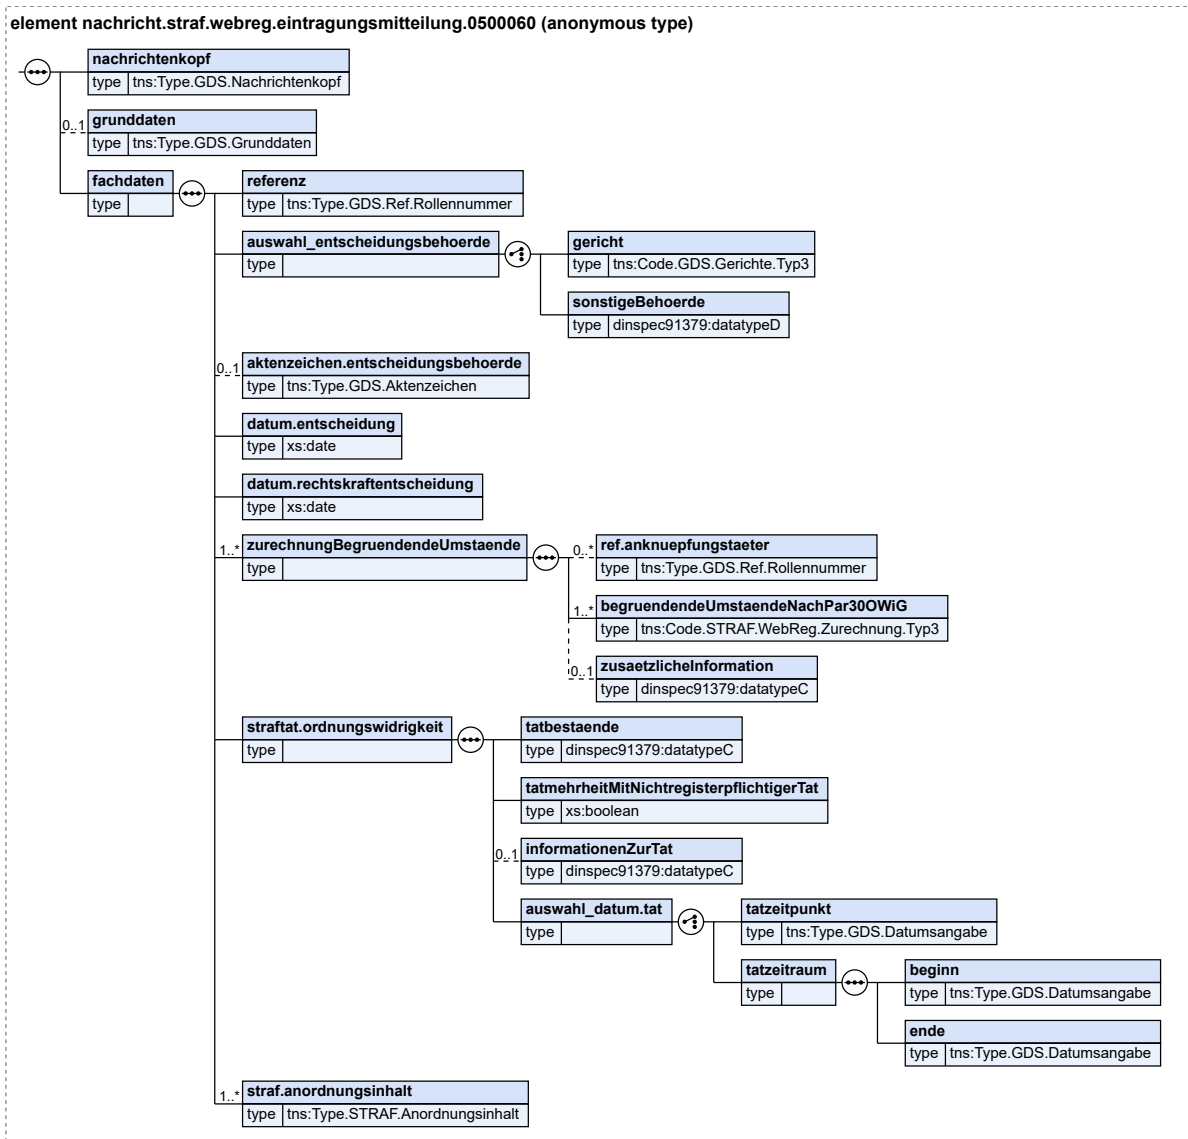 element nachricht.straf.webreg.eintragungsmitteilung.0500060 (anonymous type)
nachrichtenkopf
type tns:Type.GDS.Nachrichtenkopf
0..1
grunddaten
type tns:Type.GDS.Grunddaten
fachdaten
type
referenz
type tns:Type.GDS.Ref.Rollennummer
auswahl_entscheidungsbehoerde
type
gericht
type tns:Code.GDS.Gerichte.Typ3
sonstigeBehoerde
type dinspec91379:datatypeD
0..1
aktenzeichen.entscheidungsbehoerde
type tns:Type.GDS.Aktenzeichen
datum.entscheidung
type xs:date
datum.rechtskraftentscheidung
type xs:date
1..*
zurechnungBegruendendeUmstaende
type
0..*
ref.anknuepfungstaeter
type tns:Type.GDS.Ref.Rollennummer
1..*
begruendendeUmstaendeNachPar30OWiG
type tns:Code.STRAF.WebReg.Zurechnung.Typ3
0..1
zusaetzlicheInformation
type dinspec91379:datatypeC
straftat.ordnungswidrigkeit
type
tatbestaende
type dinspec91379:datatypeC
tatmehrheitMitNichtregisterpflichtigerTat
type xs:boolean
0..1
informationenZurTat
type dinspec91379:datatypeC
auswahl_datum.tat
type
tatzeitpunkt
type tns:Type.GDS.Datumsangabe
tatzeitraum
type
beginn
type tns:Type.GDS.Datumsangabe
ende
type tns:Type.GDS.Datumsangabe
1..*
straf.anordnungsinhalt
type tns:Type.STRAF.Anordnungsinhalt